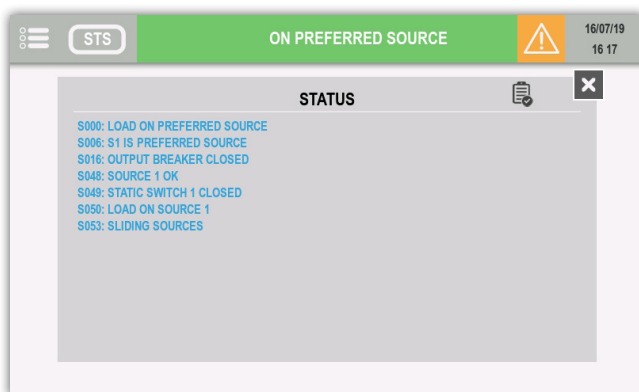 STS
ON PREFERRED SOURCE
16/07/19
16 17
STATUS
S000: LOAD ON PREFERRED SOURCE
S006: S1 IS PREFERRED SOURCE
S016: OUTPUT BREAKER CLOSED
S048: SOURCE 1 OK
S049: STATIC SWITCH 1 CLOSED
S050: LOAD ON SOURCE 1
S053: SLIDING SOURCES